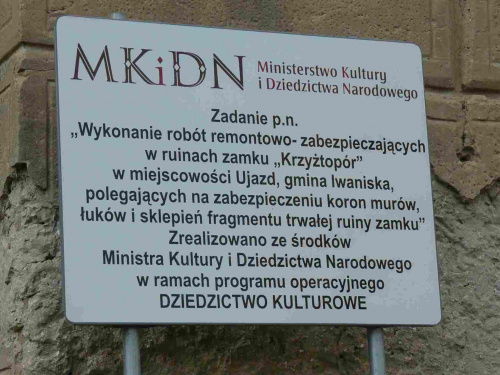 MKiDN Ministerstwo Kultury
i Dziedzictwa Narodowego
Zadanie p.n.
„Wykonanie robót remontowo- zabezpieczających
w ruinach zamku „Krzyżtopór”
w miejscowości Ujazd, gmina Iwaniska,
polegających na zabezpieczeniu koron murów,
łuków i sklepień fragmentu trwałej ruiny zamku”
Zrealizowano ze środków
Ministra Kultury i Dziedzictwa Narodowego
w ramach programu operacyjnego
DZIEDZICTWO KULTUROWE